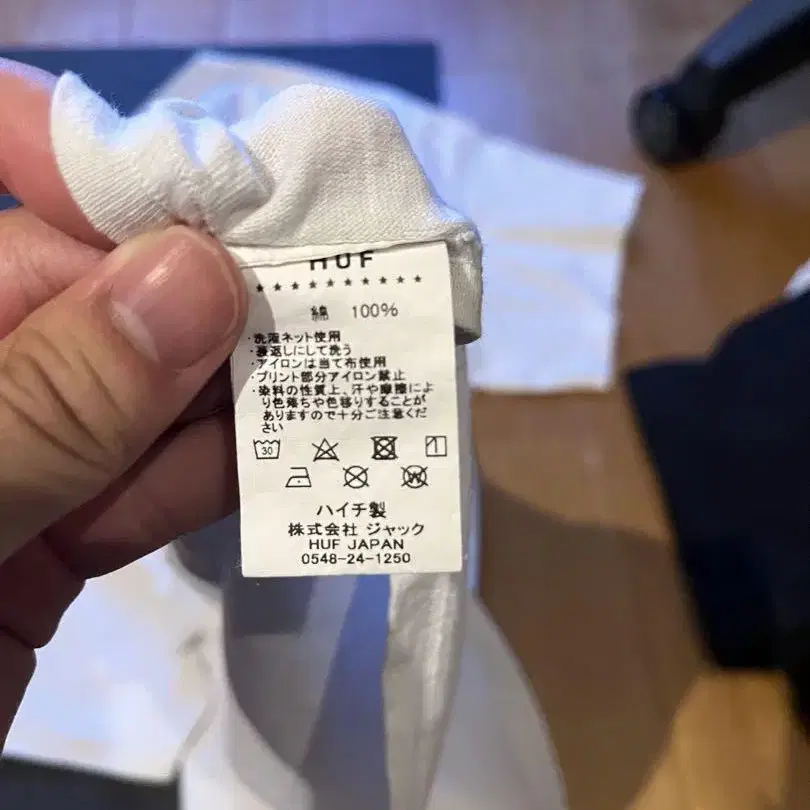 HUF
綿 100%
・洗濯ネット使用
・裏返しにして洗う
・アイロンは当て布使用
・プリント部分アイロン禁止
・染料の性質上、汗や摩擦によ
り色落ちや色移りすることが
ありますので十分ご注意くだ
さい
30
ハイチ製
株式会社 ジャック
HUF JAPAN
0548-24-1250